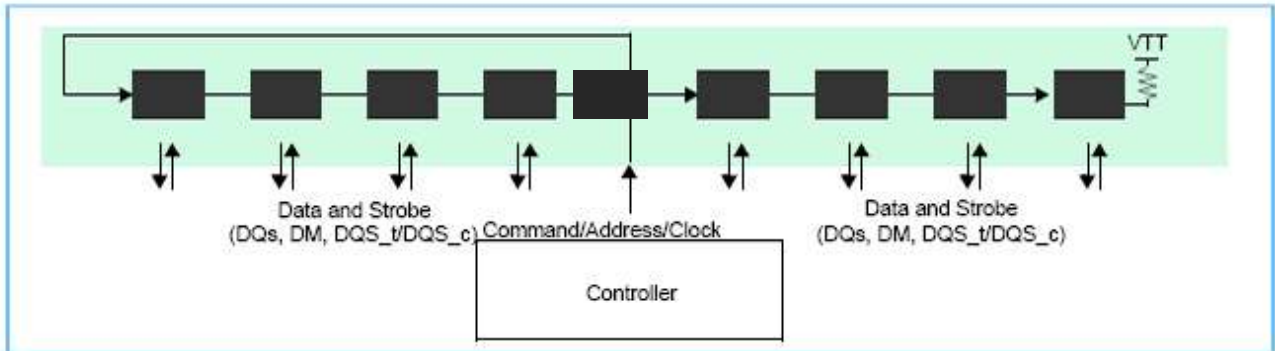 VTT
Data and Strobe
(DQs, DM, DQS_t/DQS_c)
Command/Address/Clock
Data and Strobe
(DQs, DM, DQS_t/DQS_c)
Controller